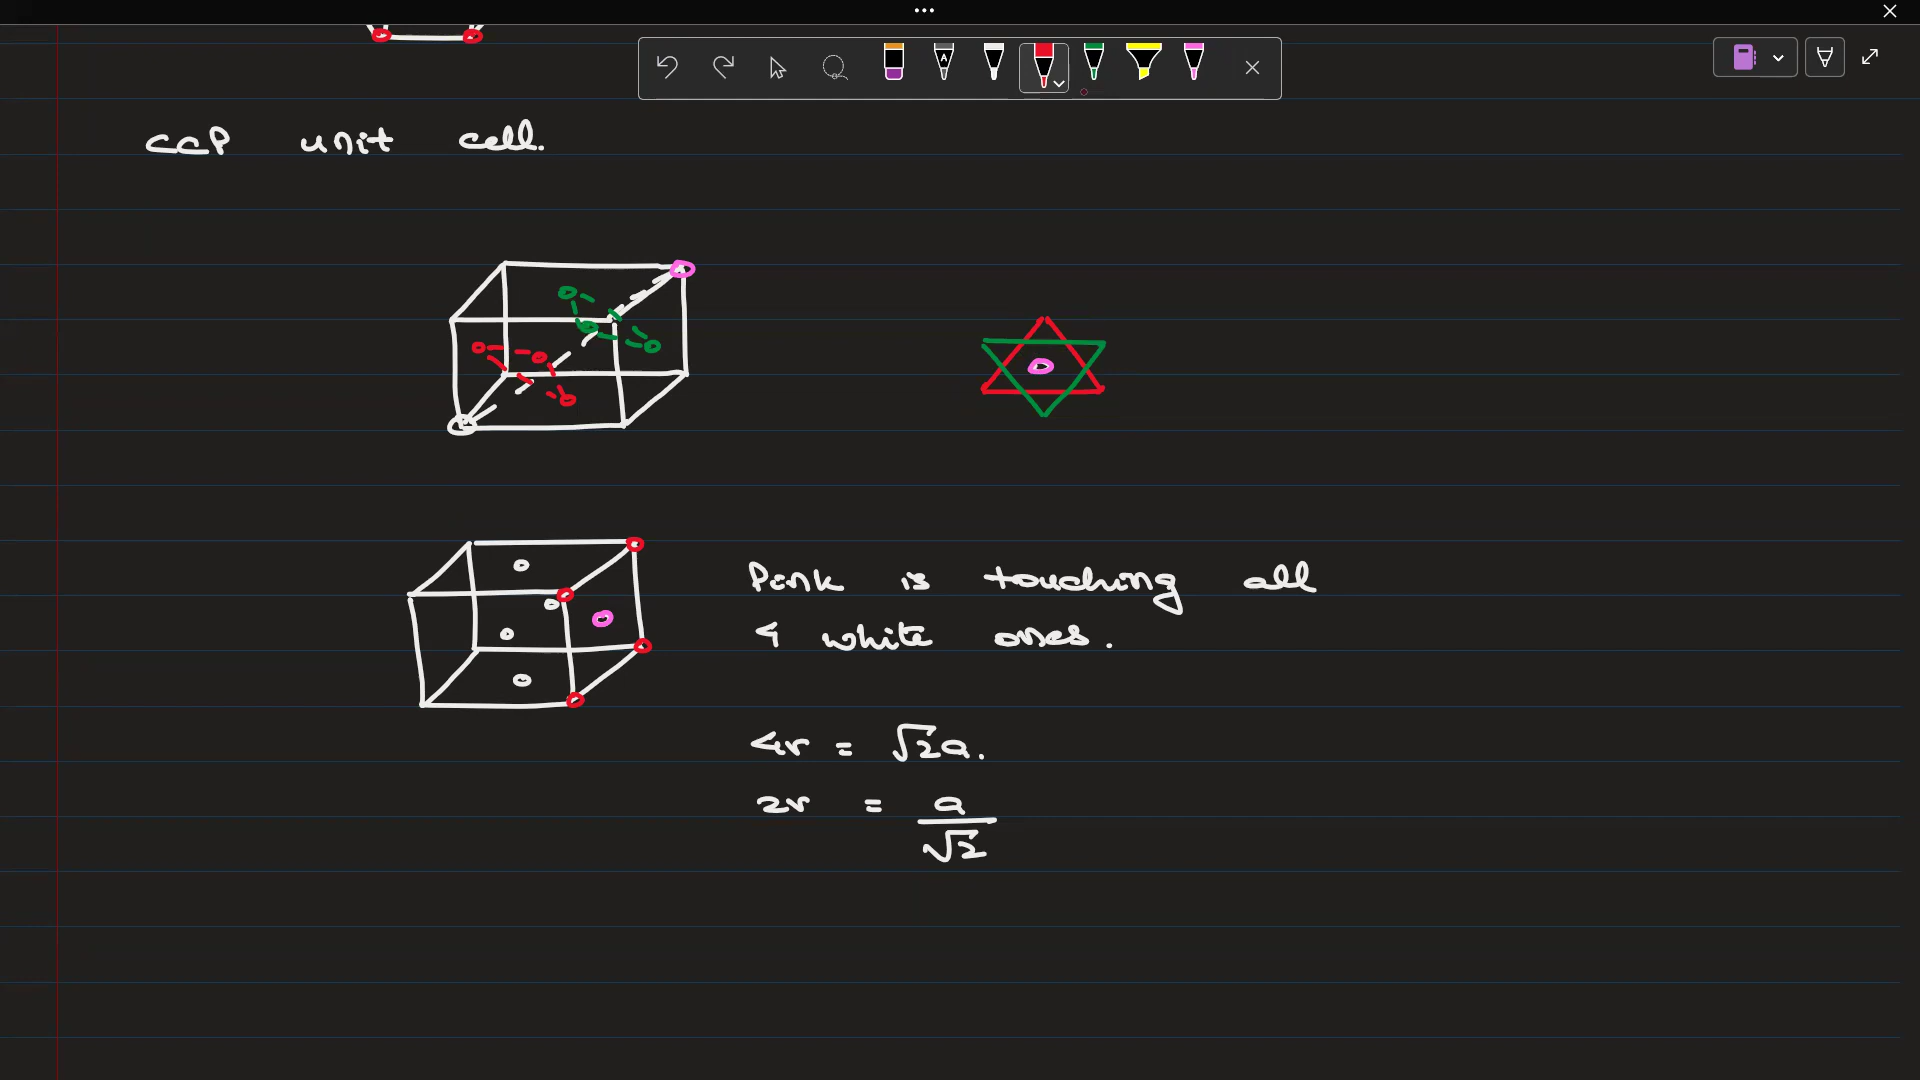 CCP unit cell.
Pink is touching all
4 white ones.
4r = √2a.
2r = a/√2